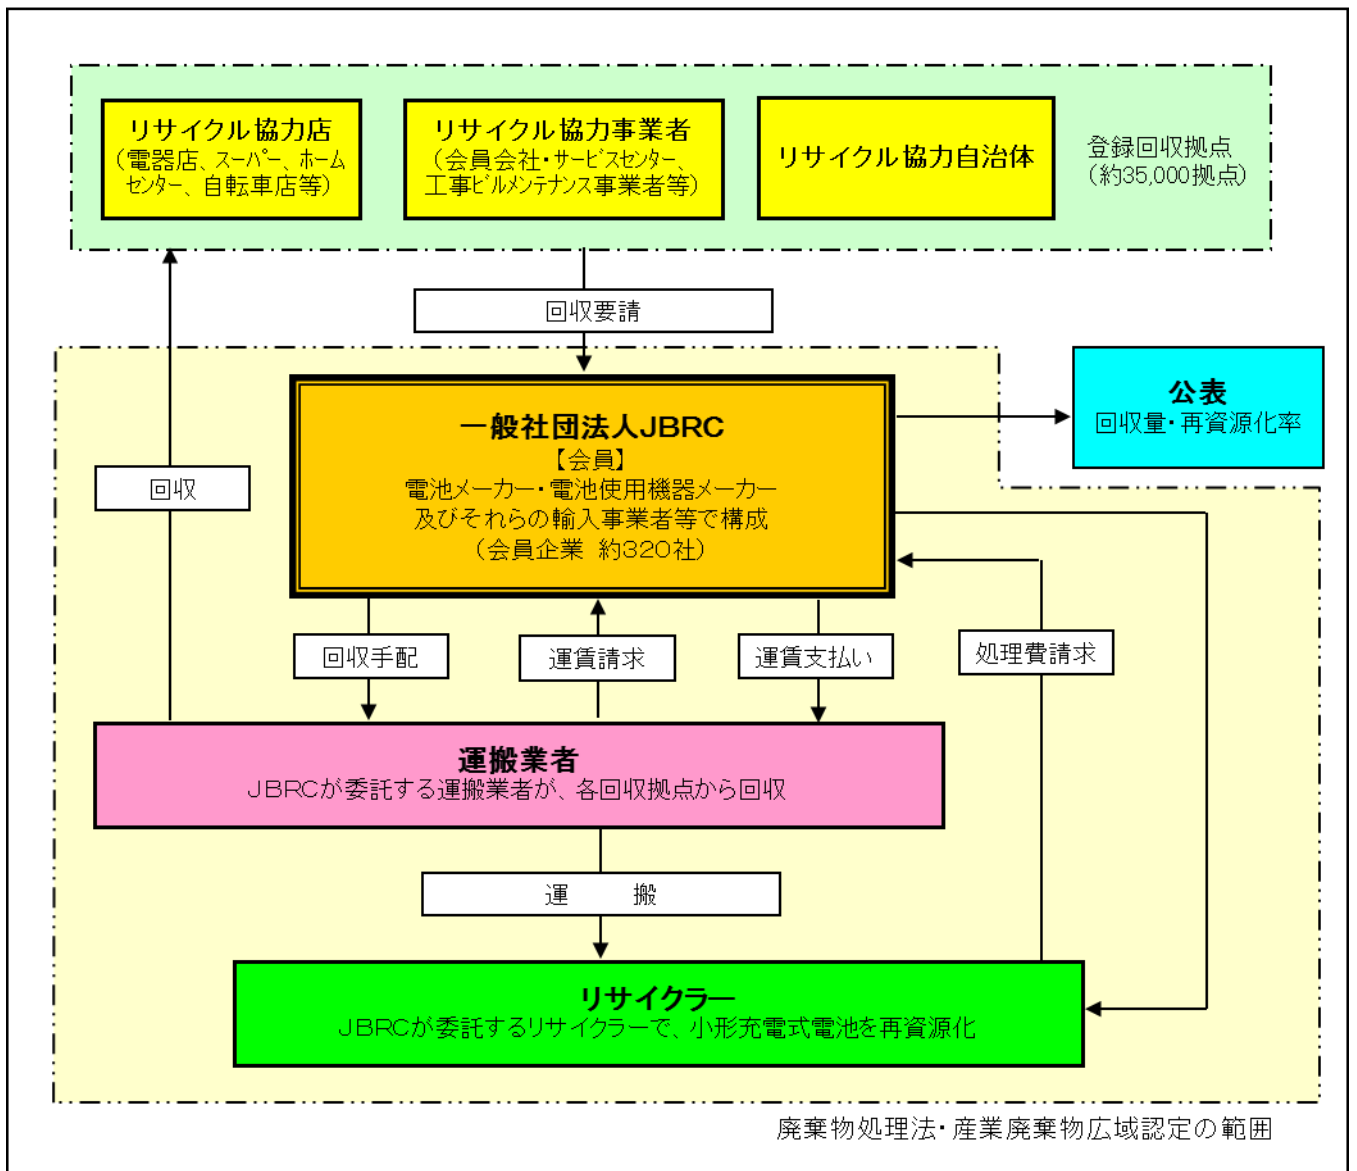 リサイクル協力店
（電器店、スーパー、ホーム
センター、自転車店等）
リサイクル協力事業者
（会員会社・サービスセンター、
工事ビルメンテナンス事業者等）
リサイクル協力自治体
登録回収拠点
（約35,000拠点）
回収要請
一般社団法人JBRC
【会員】
電池メーカー・電池使用機器メーカー
及びそれらの輸入事業者等で構成
（会員企業 約320社）
公表
回収量・再資源化率
回収
回収手配
運賃請求
運賃支払い
処理費請求
運搬業者
JBRCが委託する運搬業者が、各回収拠点から回収
運　　搬
リサイクラー
JBRCが委託するリサイクラーで、小形充電式電池を再資源化
廃棄物処理法・産業廃棄物広域認定の範囲